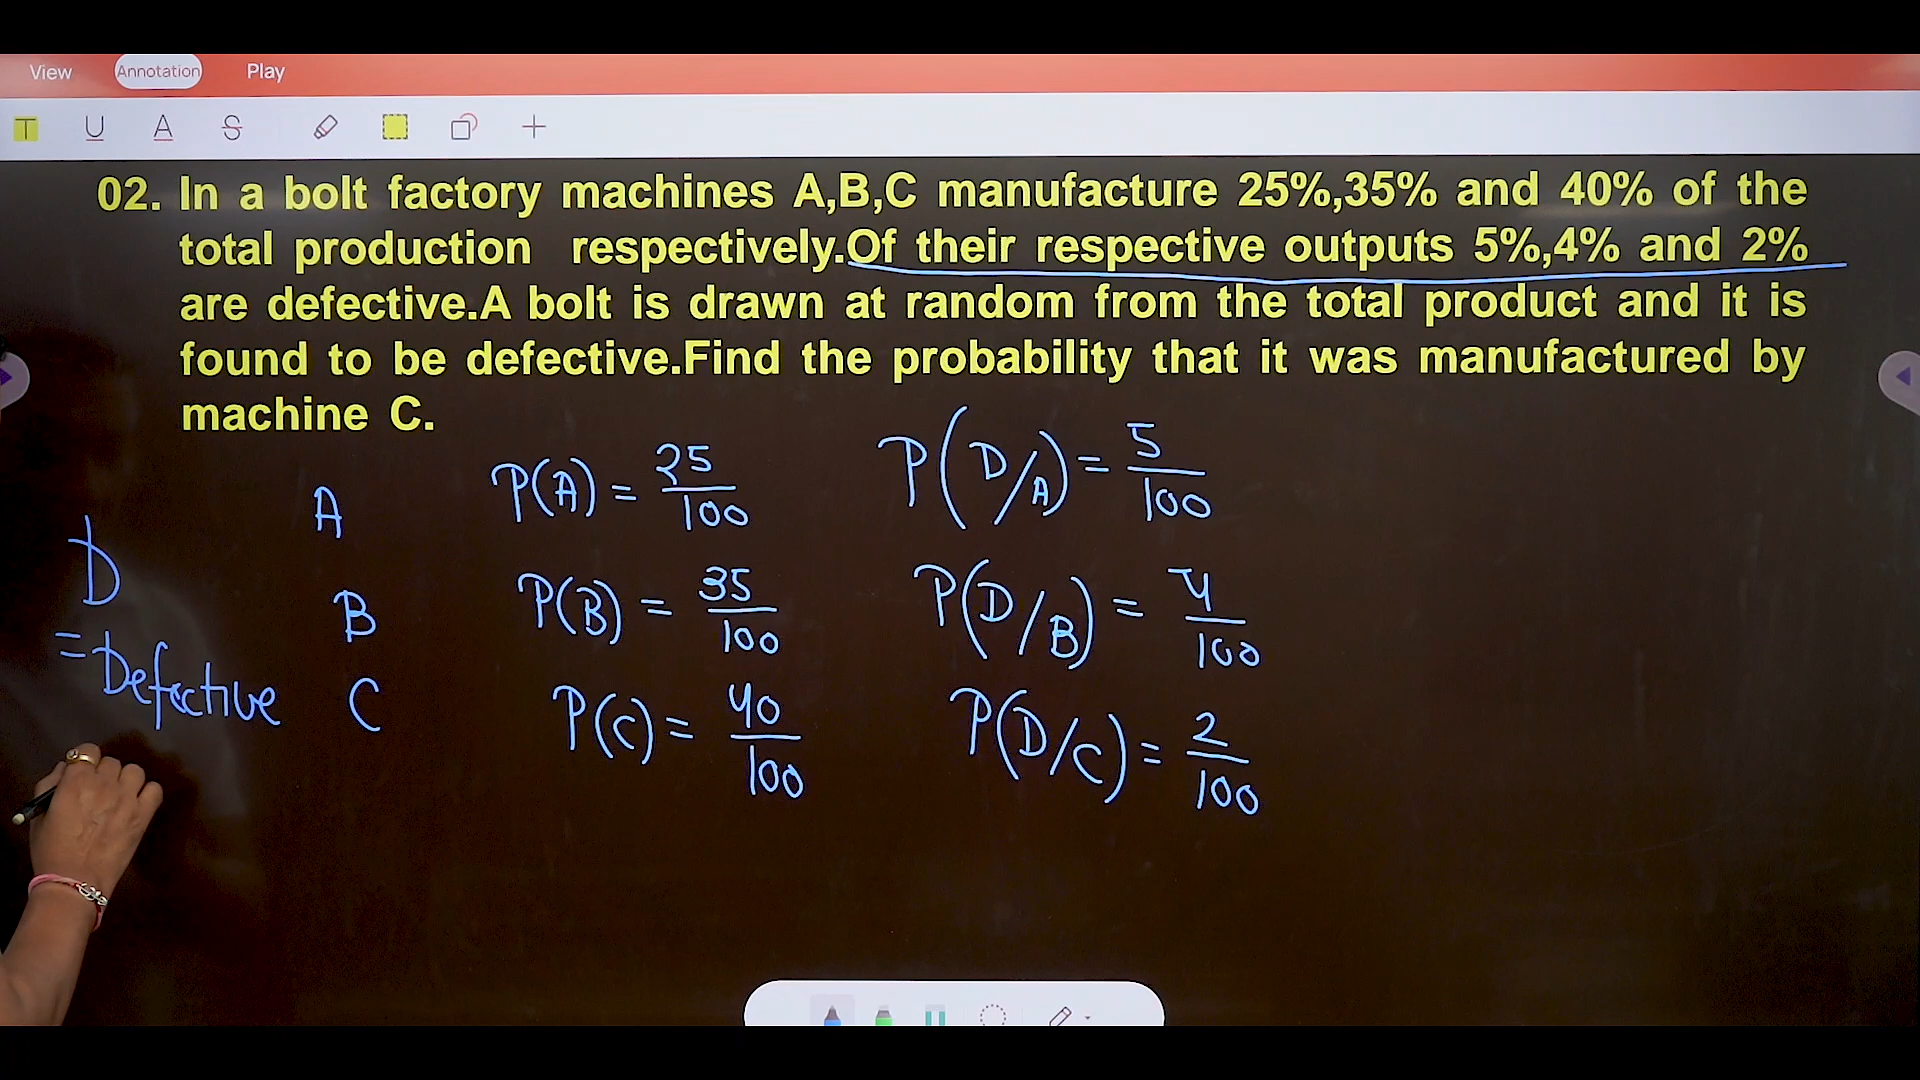 View Annotation Play
T U A S
02. In a bolt factory machines A,B,C manufacture 25%,35% and 40% of the
total production respectively.Of their respective outputs 5%,4% and 2%
are defective.A bolt is drawn at random from the total product and it is
found to be defective.Find the probability that it was manufactured by
machine C.
A P(A) = 25/100 P(D/A) = 5/100
D
B P(B) = 35/100 P(D/B) = 4/100
= Defective C P(C) = 40/100 P(D/C) = 2/100